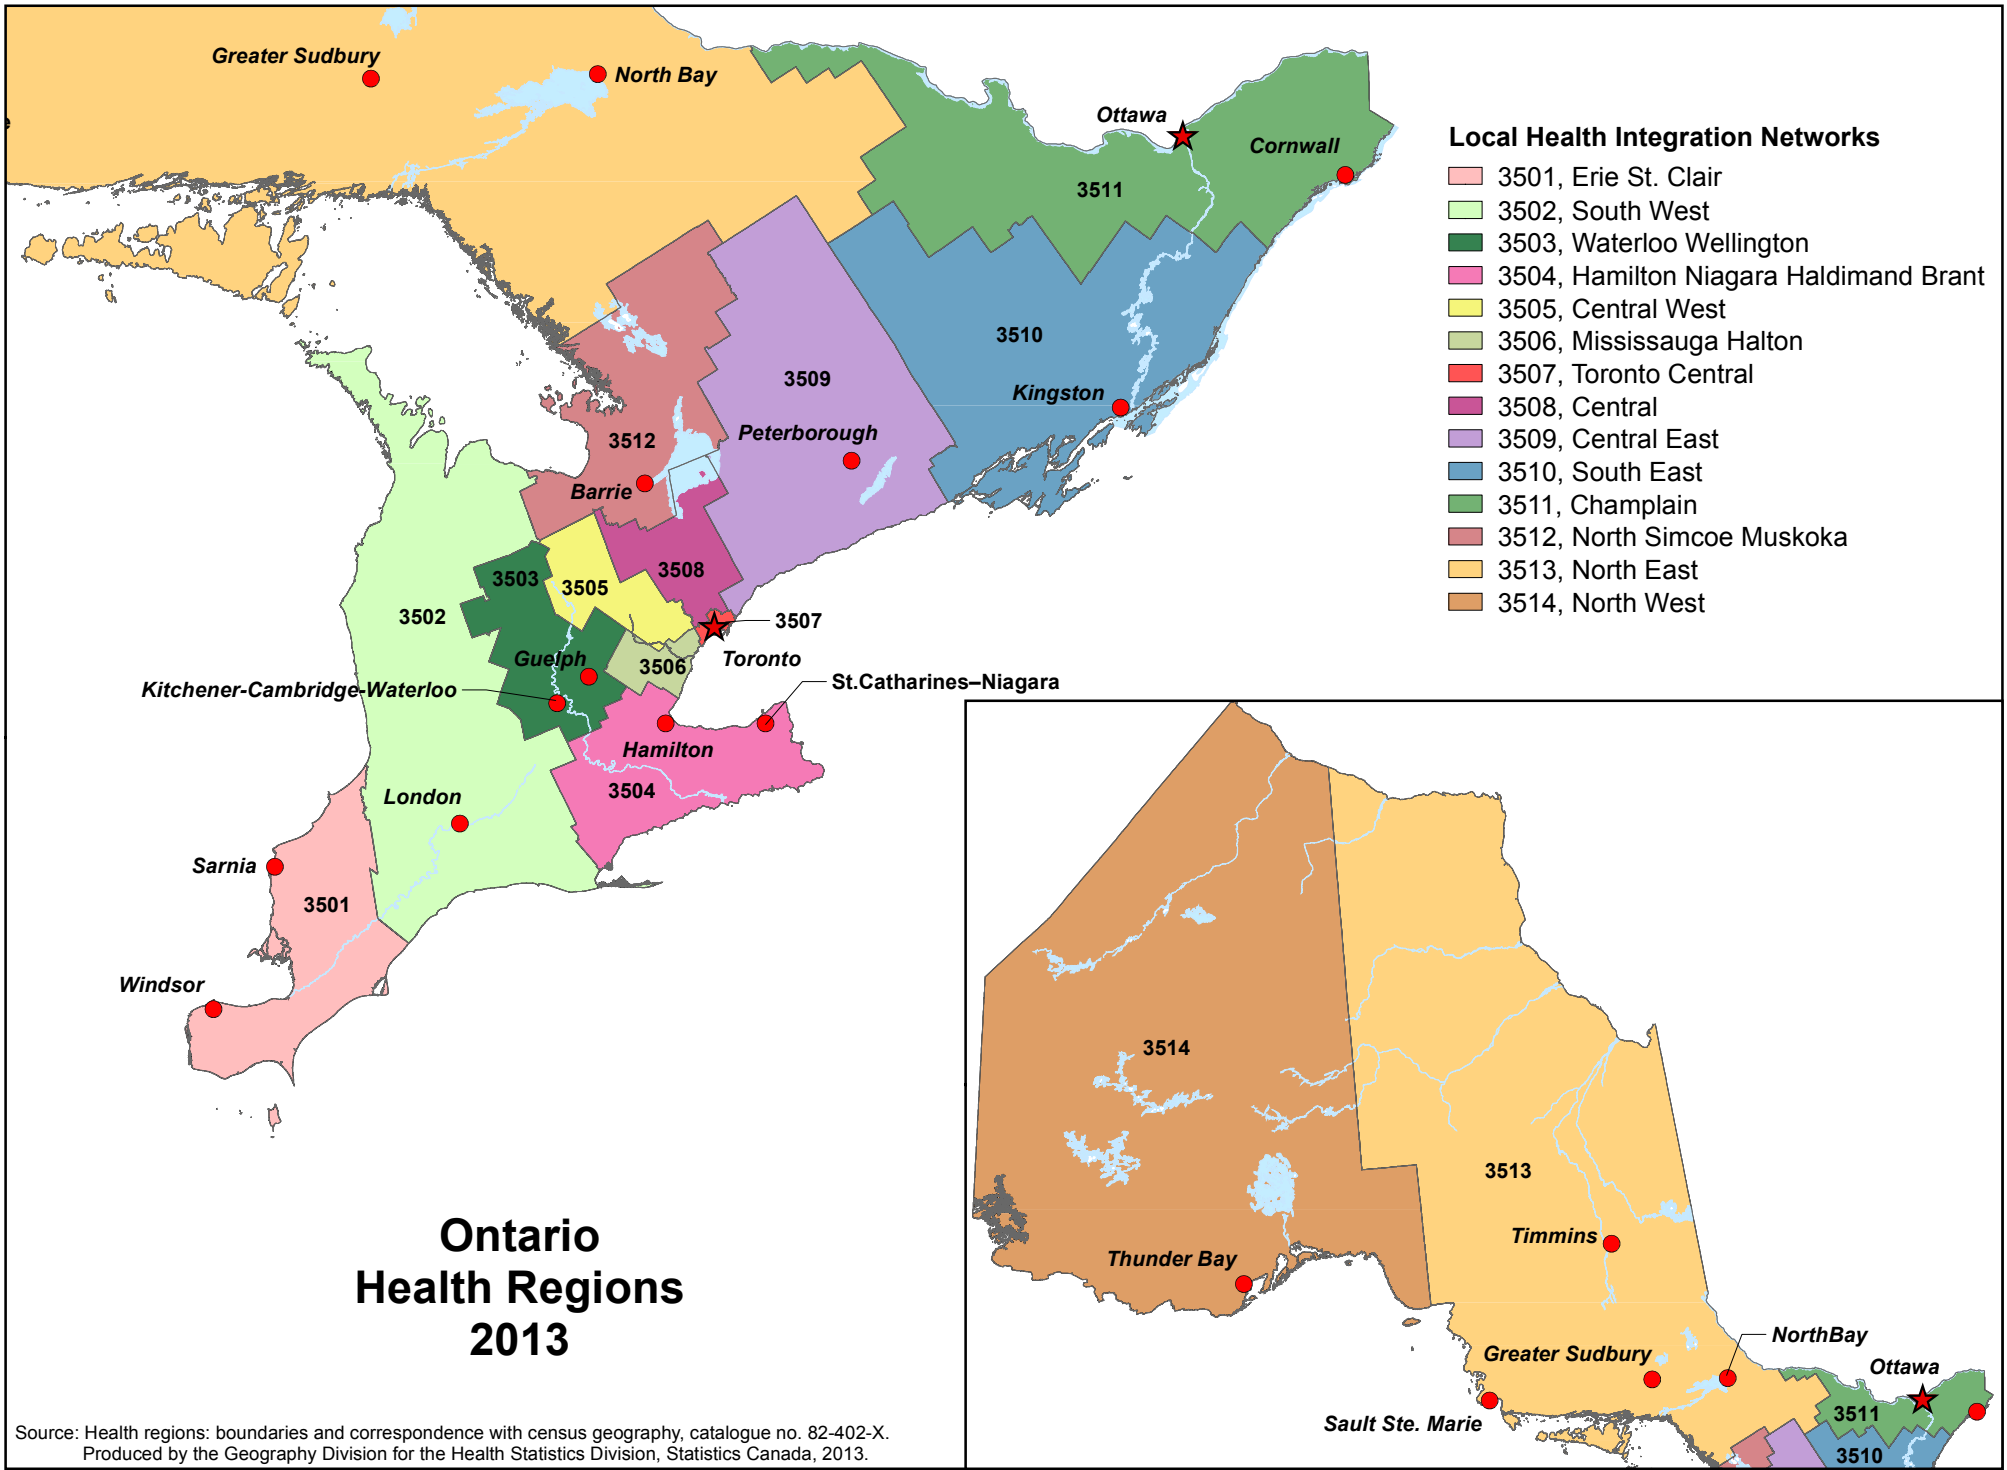 Greater Sudbury
North Bay
Ottawa
Cornwall
3511
3510
Kingston
3509
Peterborough
3512
Barrie
3508
3503
3505
3502
3507
Toronto
3506
Guelph
Kitchener-Cambridge-Waterloo
St.Catharines–Niagara
Hamilton
3504
London
Sarnia
3501
Windsor
Local Health Integration Networks
3501, Erie St. Clair
3502, South West
3503, Waterloo Wellington
3504, Hamilton Niagara Haldimand Brant
3505, Central West
3506, Mississauga Halton
3507, Toronto Central
3508, Central
3509, Central East
3510, South East
3511, Champlain
3512, North Simcoe Muskoka
3513, North East
3514, North West
3514
3513
Timmins
Thunder Bay
NorthBay
Greater Sudbury
Ottawa
Sault Ste. Marie
3511
3510
Ontario
Health Regions
2013
Source: Health regions: boundaries and correspondence with census geography, catalogue no. 82-402-X.
Produced by the Geography Division for the Health Statistics Division, Statistics Canada, 2013.